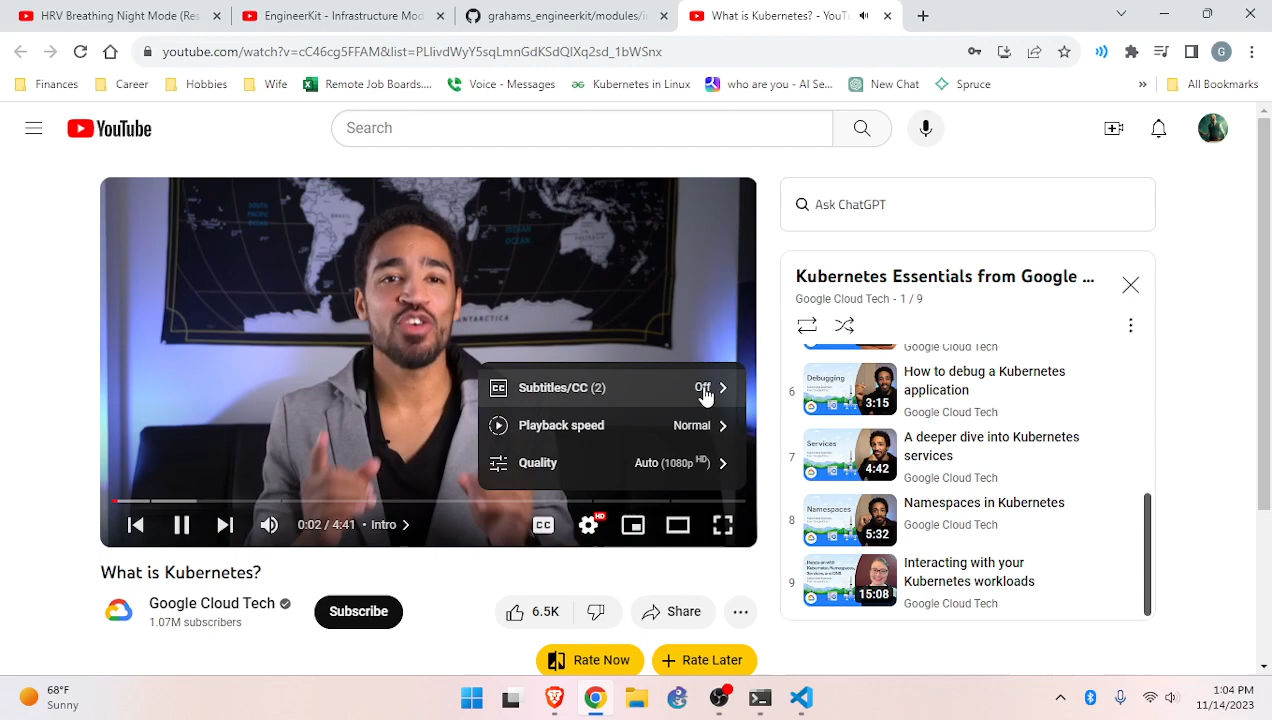 HRV Breathing Night Mode (Res
EngineerKit - Infrastructure Mod
grahams_engineerkit/modules/i
What is Kubernetes? - YouTu
youtube.com/watch?v=cC46cg5FFAM&list=PLIivdWyY5sqLmnGdKSdQIXq2sd_1bWSnx
G
Finances
Career
Hobbies
Wife
Remote Job Boards....
Voice - Messages
Kubernetes in Linux
who are you - AI Se...
New Chat
Spruce
»
All Bookmarks
YouTube
Search
BRAZIL
INDIAN OCEAN
AUSTRALIA
ANTARCTICA
Subtitles/CC (2)
Off
Playback speed
Normal
Quality
Auto (1080p HD)
0:02 / 4:41 • Intro
HD
What is Kubernetes?
Google Cloud Tech
1.07M subscribers
Subscribe
6.5K
Share
Rate Now
Rate Later
Ask ChatGPT
Kubernetes Essentials from Google ...
Google Cloud Tech - 1 / 9
Google Cloud Tech
6
Debugging
3:15
How to debug a Kubernetes
application
Google Cloud Tech
7
Services
4:42
A deeper dive into Kubernetes
services
Google Cloud Tech
8
Namespaces
5:32
Namespaces in Kubernetes
Google Cloud Tech
9
15:08
Interacting with your
Kubernetes workloads
Google Cloud Tech
68°F
Sunny
1:04 PM
11/14/2023